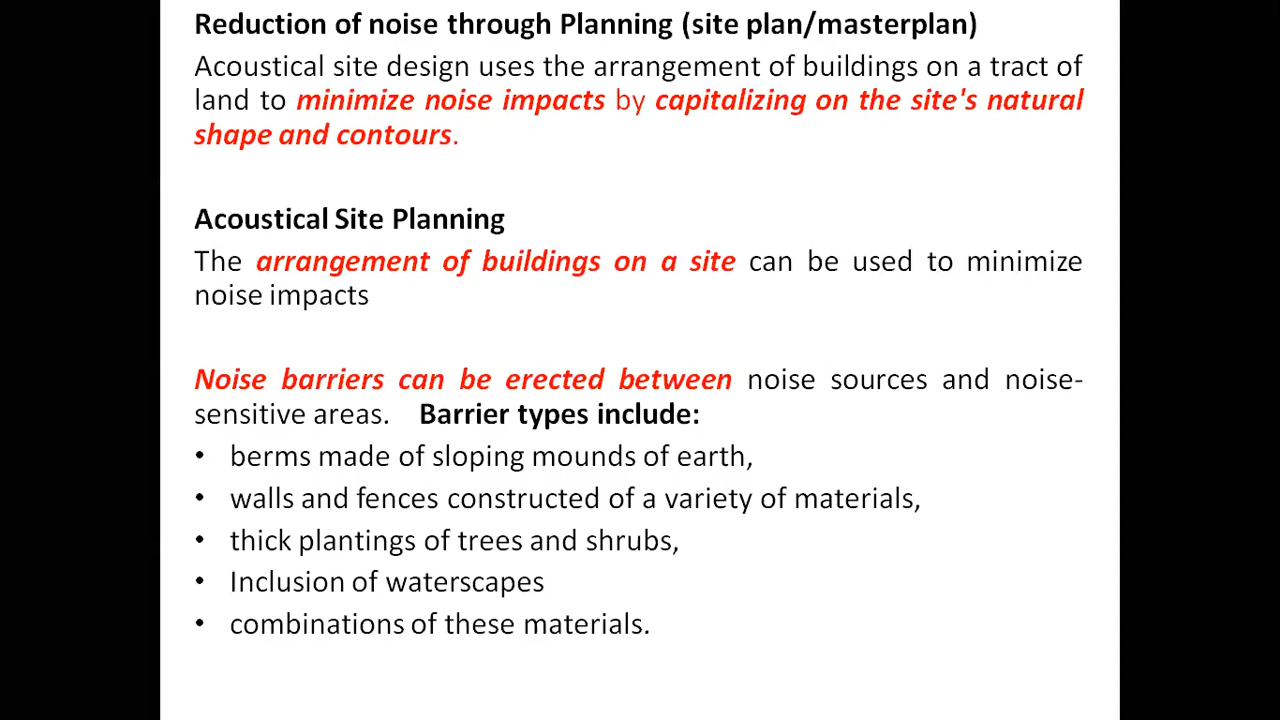 Reduction of noise through Planning (site plan/masterplan)
Acoustical site design uses the arrangement of buildings on a tract of
land to minimize noise impacts by capitalizing on the site's natural
shape and contours.
Acoustical Site Planning
The arrangement of buildings on a site can be used to minimize
noise impacts
Noise barriers can be erected between noise sources and noise-
sensitive areas. Barrier types include:
• berms made of sloping mounds of earth,
• walls and fences constructed of a variety of materials,
• thick plantings of trees and shrubs,
• Inclusion of waterscapes
• combinations of these materials.